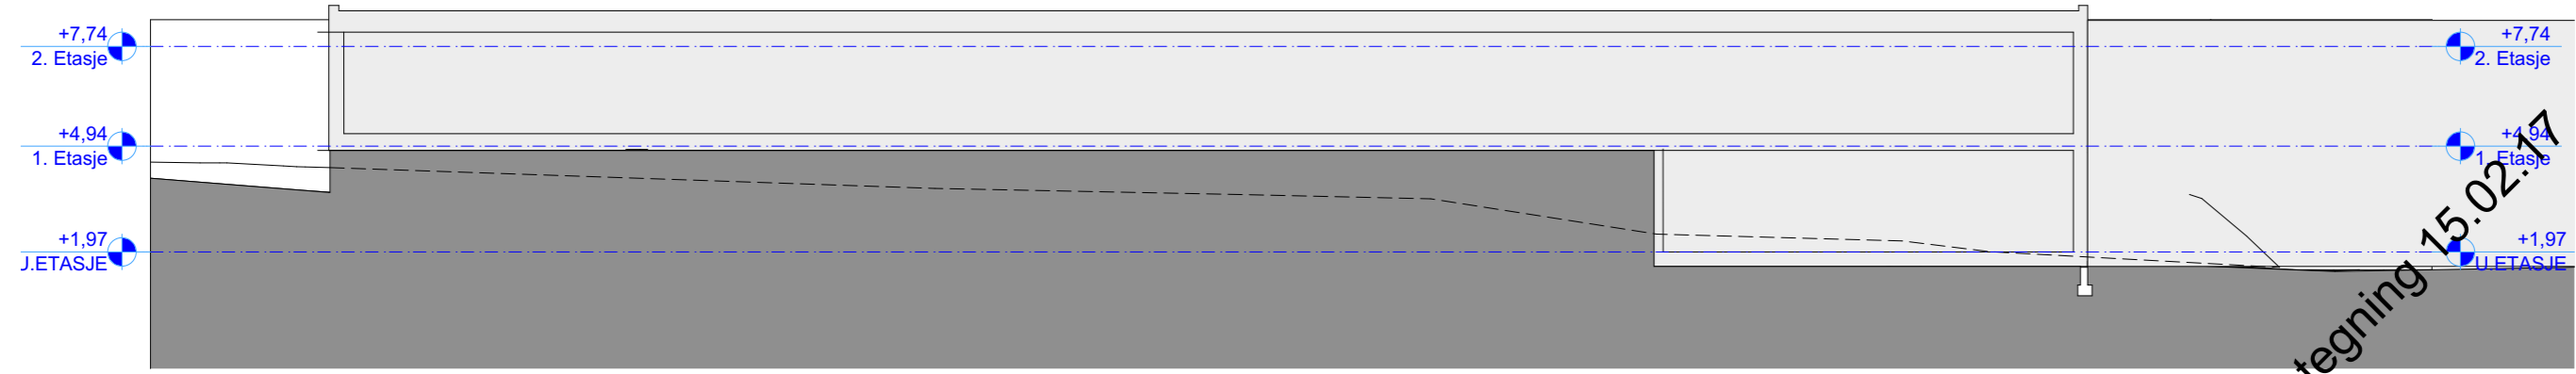 +7,74
2. Etasje
+7,74
2. Etasje
+4,94
1. Etasje
+4,94
1. Etasje
+1,97
U.ETASJE
+1,97
U.ETASJE
tegning 15.02.17